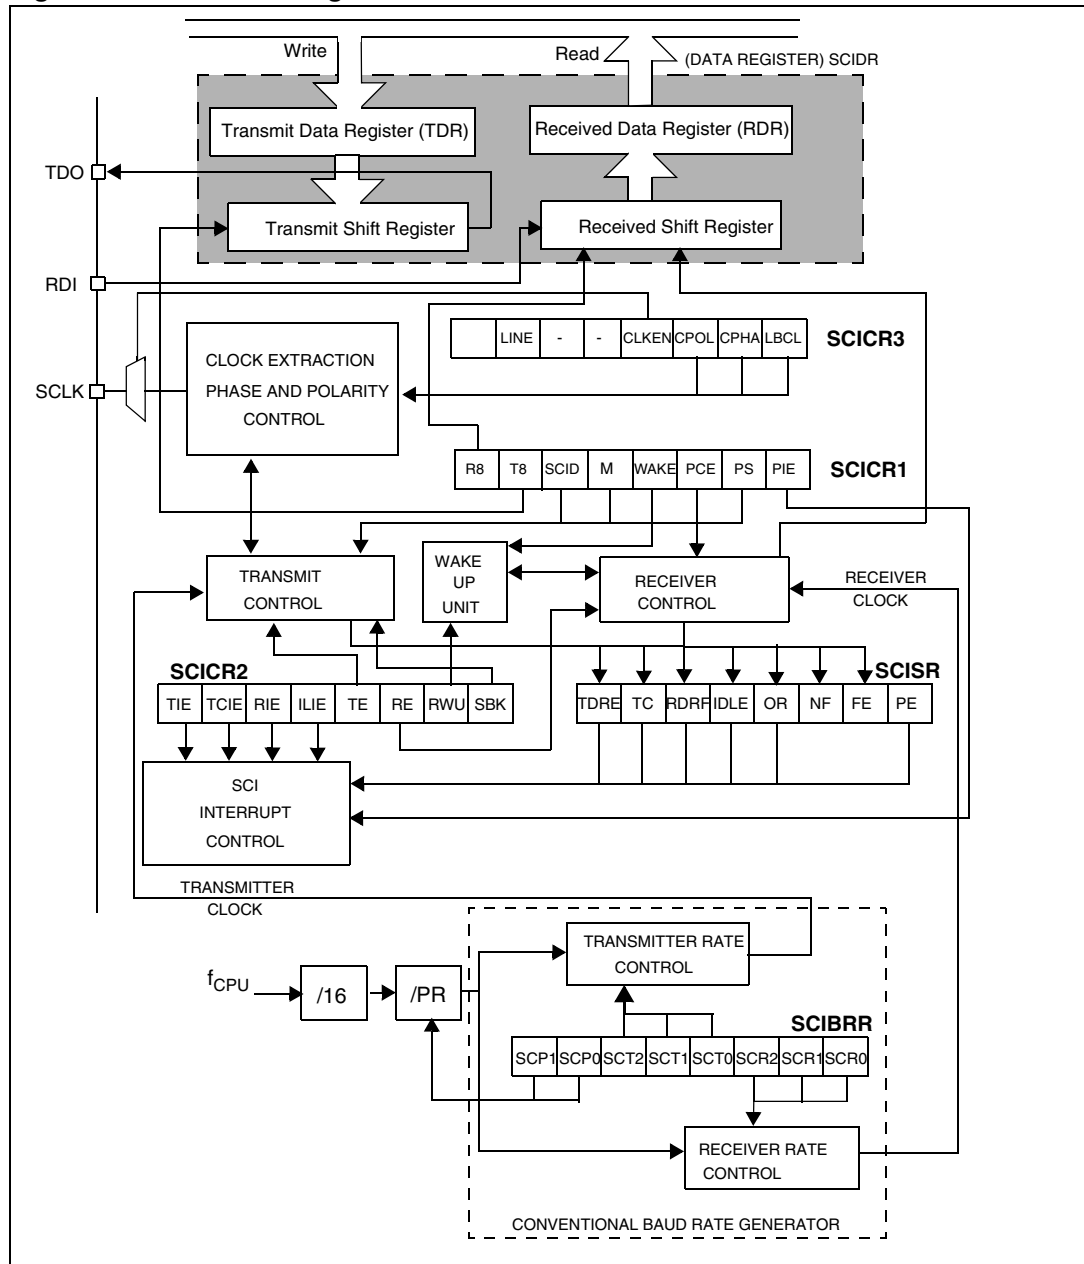 Write
Read
(DATA REGISTER) SCIDR
Transmit Data Register (TDR)
Received Data Register (RDR)
TDO
Transmit Shift Register
Received Shift Register
RDI
LINE - - CLKEN CPOL CPHA LBCL
SCICR3
CLOCK EXTRACTION
PHASE AND POLARITY
CONTROL
SCLK
R8 T8 SCID M WAKE PCE PS PIE
SCICR1
TRANSMIT
CONTROL
WAKE
UP
UNIT
RECEIVER
CONTROL
RECEIVER
CLOCK
SCICR2
SCISR
TIE TCIE RIE ILIE TE RE RWU SBK
TDRE TC RDRF IDLE OR NF FE PE
SCI
INTERRUPT
CONTROL
TRANSMITTER
CLOCK
TRANSMITTER RATE
CONTROL
fCPU
/16
/PR
SCIBRR
SCP1 SCP0 SCT2 SCT1 SCT0 SCR2 SCR1 SCR0
RECEIVER RATE
CONTROL
CONVENTIONAL BAUD RATE GENERATOR